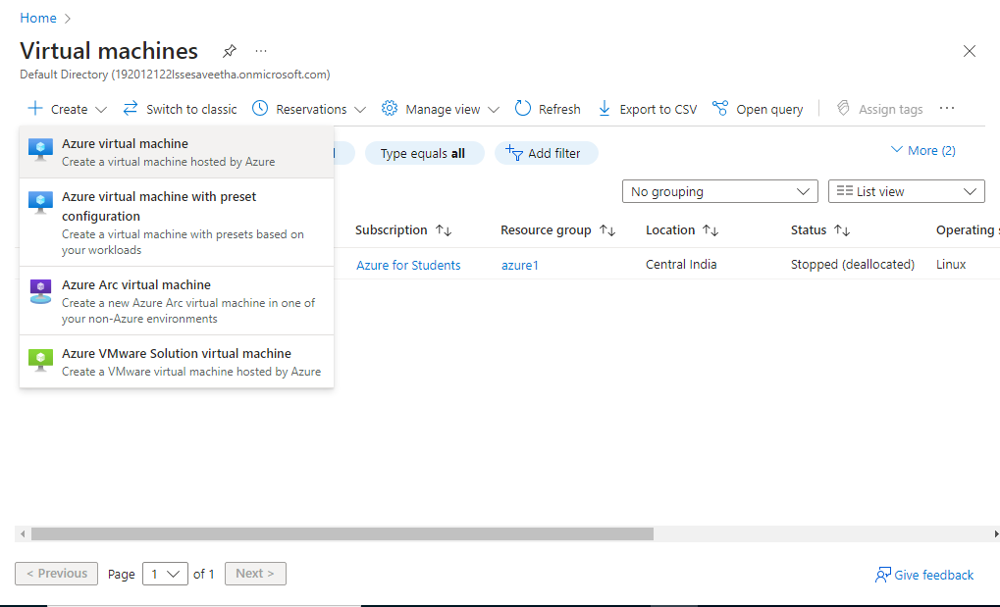 Home >
Virtual machines ...
Default Directory (192012122lssesaveetha.onmicrosoft.com)
+ Create Switch to classic Reservations Manage view Refresh Export to CSV Open query Assign tags ...
Azure virtual machine
Create a virtual machine hosted by Azure
Type equals all Add filter More (2)
Azure virtual machine with preset
configuration
Create a virtual machine with presets based on
your workloads
No grouping List view
Subscription ↑↓ Resource group ↑↓ Location ↑↓ Status ↑↓ Operating
Azure for Students azure1 Central India Stopped (deallocated) Linux
Azure Arc virtual machine
Create a new Azure Arc virtual machine in one of
your non-Azure environments
Azure VMware Solution virtual machine
Create a VMware virtual machine hosted by Azure
< Previous Page 1 of 1 Next > Give feedback